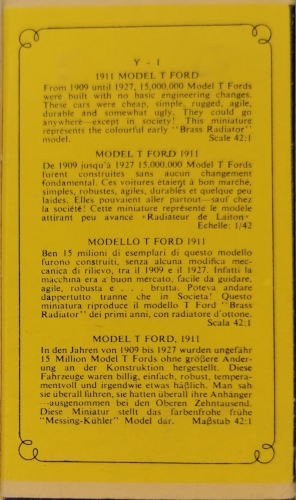 Y - 1
1911 MODEL T FORD
From 1909 until 1927, 15,000,000 Model T Fords
were built with no basic engineering changes.
These cars were cheap, simple, rugged, agile,
durable and somewhat ugly. They could go
anywhere—except in society! This miniature
represents the colourful early "Brass Radiator"
model. Scale 42:1
MODEL T FORD 1911
De 1909 jusqu'à 1927 15,000,000 Model T Fords
furent construites sans aucun changement
fondamental. Ces voitures étaient à bon marché,
simples, robustes, agiles, durables et quelque peu
laides. Elles pouvaient aller partout—sauf chez
la société! Cette miniature représente le modèle
attirant peu avancé «Radiateur de Laiton.»
Echelle: 1/42
MODELLO T FORD 1911
Ben 15 milioni di esemplari di questo modello
furono construiti, senza alcuna modifica mec-
canica di rilievo, tra il 1909 e il 1927. Infatti la
macchina era a buon mercato, facile da guidare,
agile, robusta e . . . . brutta. Poteva andare
dappertutto tranne che in Societa! Questo
miniatura riproduce il modello T Ford "Brass
Radiator" dei primi anni, con radiatore d'ottone.
Scala 42:1
MODEL T FORD, 1911
In den Jahren von 1909 bis 1927 wurden ungefähr
15 Million Model T Fords ohne größere Änder-
ung an der Konstruktion hergestellt. Diese
Fahrzeuge waren billig, einfach, robust, tempera-
mentvoll und irgendwie etwas häßlich. Man sah
sie überall fahren, sie hatten überall ihre Anhänger
—ausgenommen bei den Oberen Zehntausend.
Diese Miniatur stellt das farbenfrohe frühe
"Messing-Kühler" Model dar. Maßstab 42:1